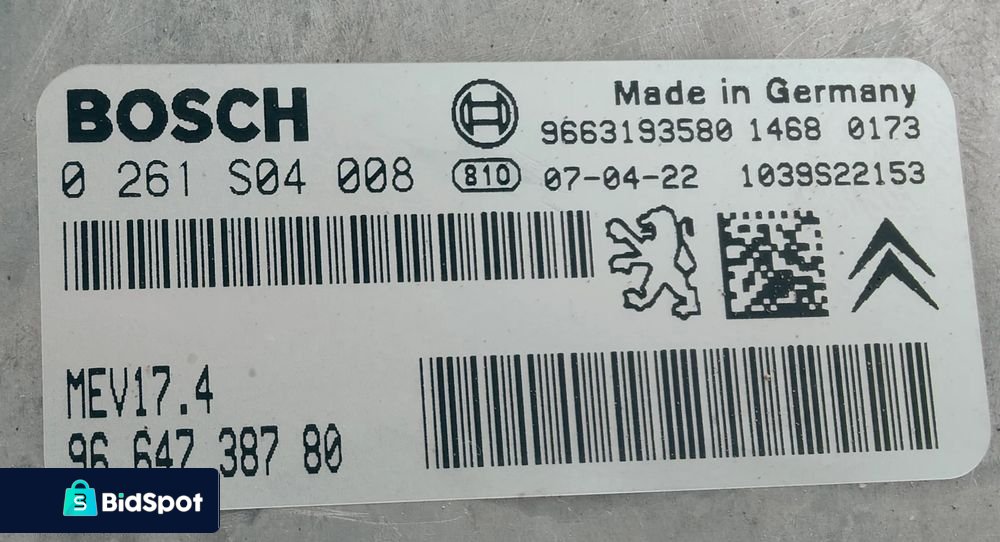 BOSCH
Made in Germany
9663193580 1468 0173
0 261 S04 008 810 07-04-22 1039S22153
MEV17.4
96 647 387 80
S BidSpot